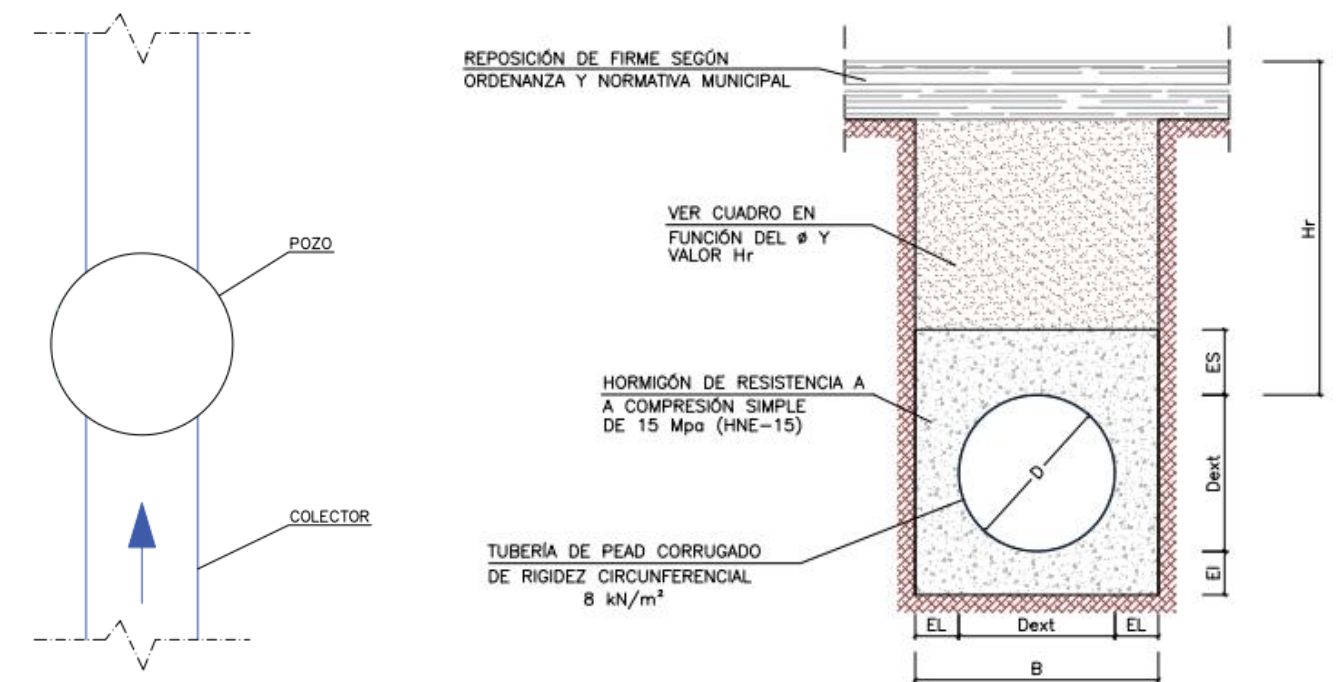 POZO
COLECTOR
REPOSICIÓN DE FIRME SEGÚN
ORDENANZA Y NORMATIVA MUNICIPAL
VER CUADRO EN
FUNCIÓN DEL ø Y
VALOR Hr
HORMIGÓN DE RESISTENCIA A
A COMPRESIÓN SIMPLE
DE 15 Mpa (HNE-15)
TUBERÍA DE PEAD CORRUGADO
DE RIGIDEZ CIRCUNFERENCIAL
8 kN/m²
D
Hr
ES
Dext
EI
EL Dext EL
B